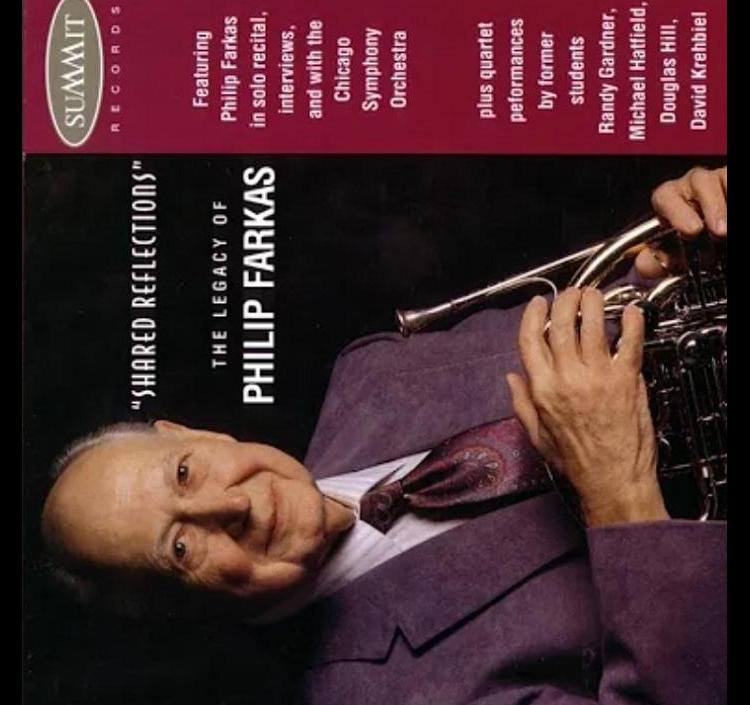 SUMMIT
RECORDS
Featuring
Philip Farkas
in solo recital,
interviews,
and with the
Chicago
Symphony
Orchestra
plus quartet
peformances
by former
students
Randy Gardner,
Michael Hatfield,
Douglas Hill,
David Krehbiel
"SHARED REFLECTIONS"
THE LEGACY OF
PHILIP FARKAS